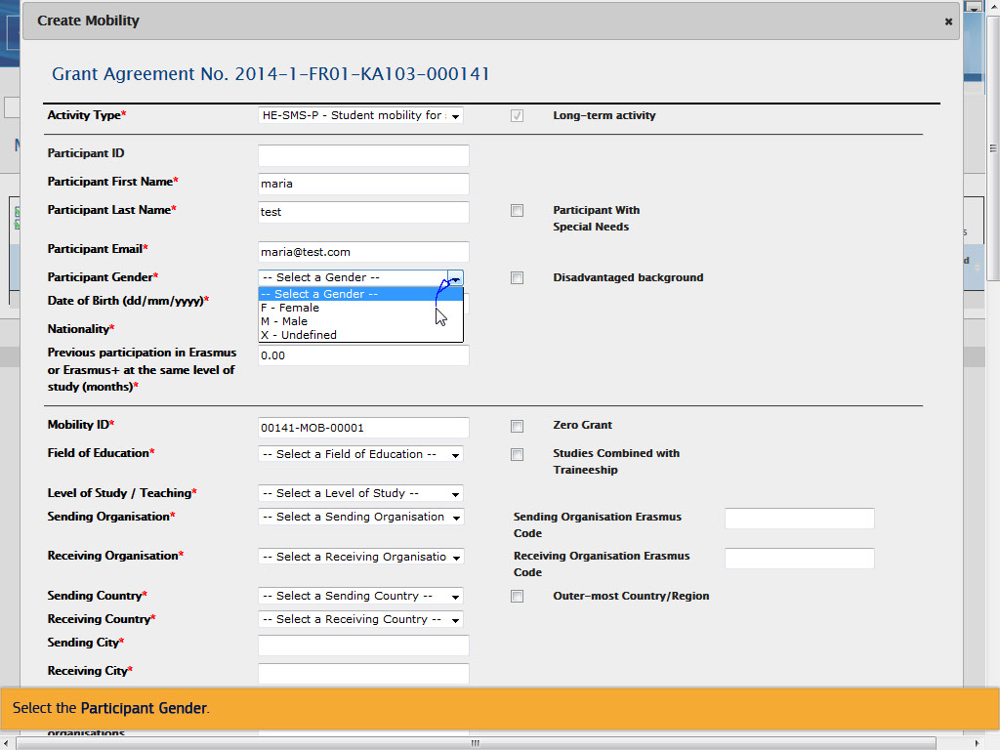 Create Mobility
Grant Agreement No. 2014-1-FR01-KA103-000141
Activity Type* HE-SMS-P - Student mobility for Long-term activity
Participant ID
Participant First Name* maria
Participant Last Name* test Participant With
Special Needs
Participant Email* maria@test.com
Participant Gender* -- Select a Gender -- Disadvantaged background
-- Select a Gender --
Date of Birth (dd/mm/yyyy)* F - Female
M - Male
Nationality* X - Undefined
Previous participation in Erasmus 0.00
or Erasmus+ at the same level of
study (months)*
Mobility ID* 00141-MOB-00001 Zero Grant
Field of Education* -- Select a Field of Education -- Studies Combined with
Traineeship
Level of Study / Teaching* -- Select a Level of Study --
Sending Organisation* -- Select a Sending Organisation Sending Organisation Erasmus
Code
Receiving Organisation* -- Select a Receiving Organisatio Receiving Organisation Erasmus
Code
Sending Country* -- Select a Sending Country -- Outer-most Country/Region
Receiving Country* -- Select a Receiving Country --
Sending City*
Receiving City*
Select the Participant Gender.
organisations